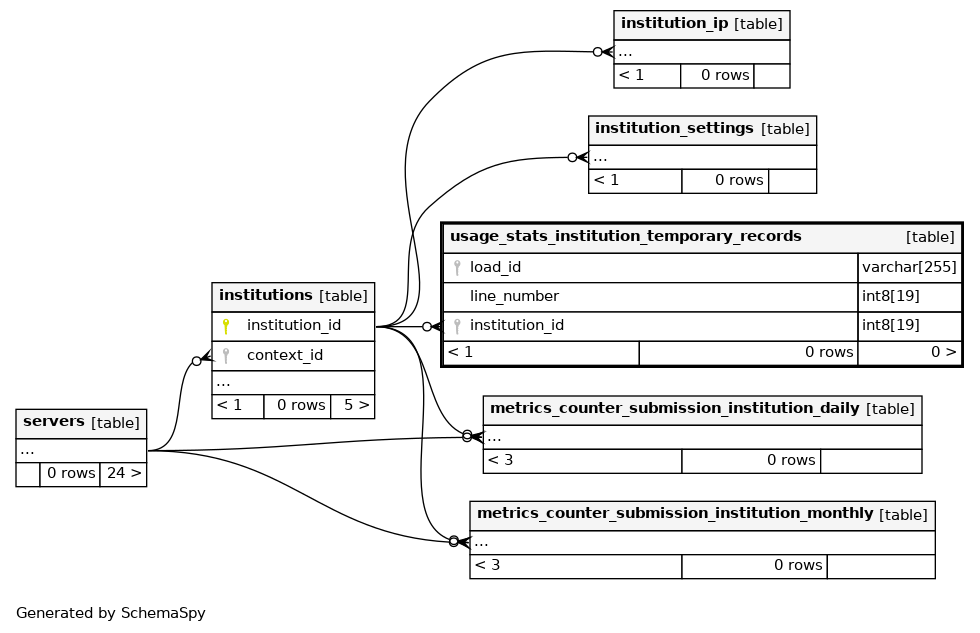 institution_ip [table]
...
< 1 0 rows
institution_settings [table]
...
< 1 0 rows
usage_stats_institution_temporary_records [table]
load_id varchar[255]
line_number int8[19]
institution_id int8[19]
< 1 0 rows 0 >
institutions [table]
institution_id
context_id
...
< 1 0 rows 5 >
servers [table]
...
0 rows 24 >
metrics_counter_submission_institution_daily [table]
...
< 3 0 rows
metrics_counter_submission_institution_monthly [table]
...
< 3 0 rows
Generated by SchemaSpy